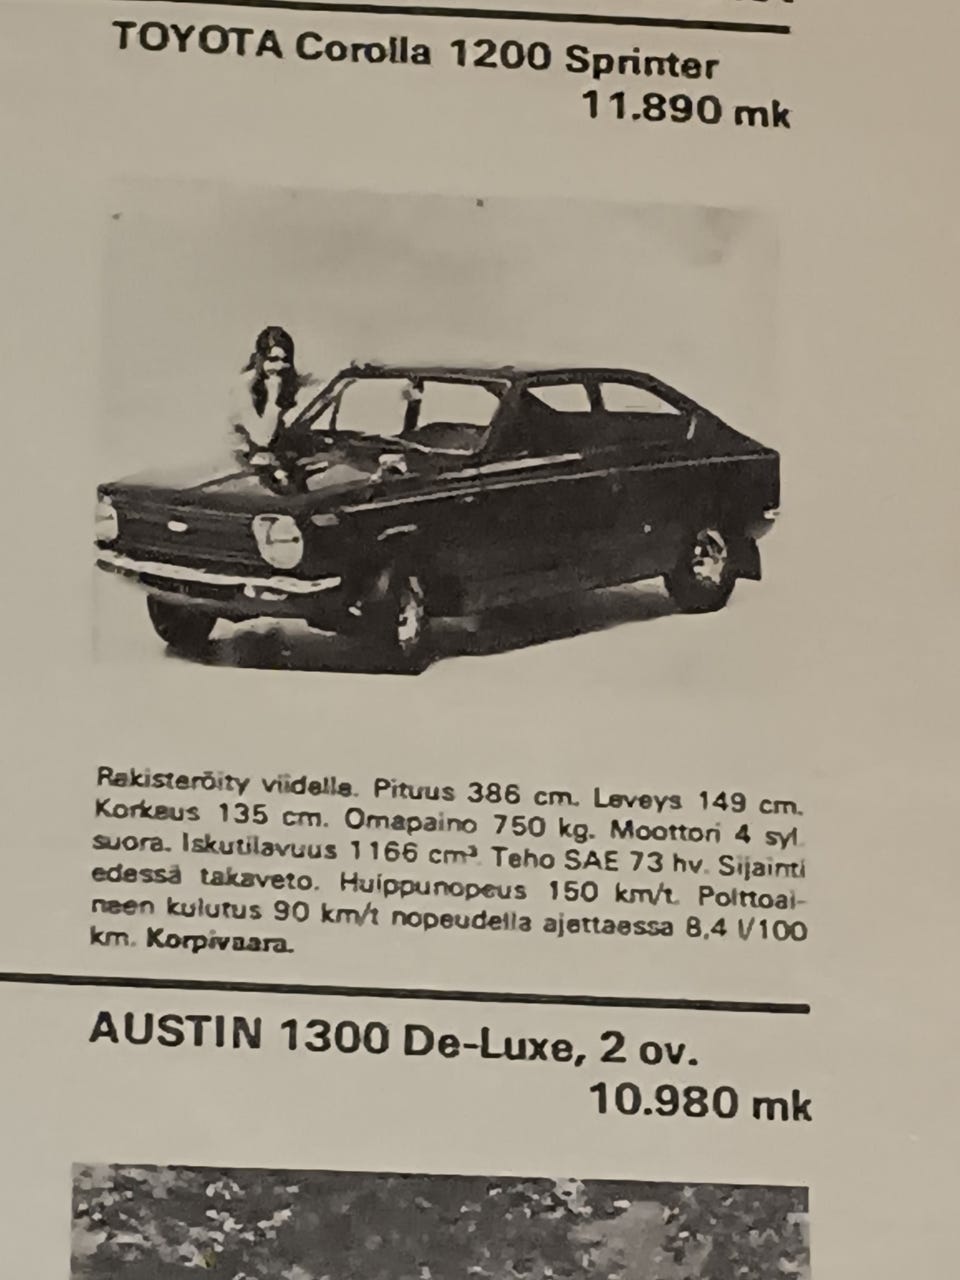 TOYOTA Corolla 1200 Sprinter
11.890 mk
Rekisteröity viidelle. Pituus 386 cm. Leveys 149 cm.
Korkeus 135 cm. Omapaino 750 kg. Moottori 4 syl.
suora. Iskutilavuus 1166 cm³. Teho SAE 73 hv. Sijainti
edessä takaveto. Huippunopeus 150 km/t. Polttoai-
neen kulutus 90 km/t nopeudella ajettaessa 8,4 l/100
km. Korpivaara.
AUSTIN 1300 De-Luxe, 2 ov.
10.980 mk